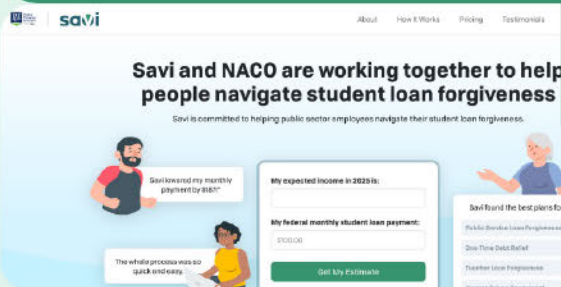 savi
About How It Works Pricing Testimonials
Savi and NACO are working together to help
people navigate student loan forgiveness
Savi is committed to helping public sector employees navigate their student loan forgiveness.
Savi lowered my monthly
payment by
My expected income in 2025 is:
My federal monthly student loan payment:
$100.00
Get My Estimate
The whole process was so
quick and easy.
Savi found the best plans fo
Public Service Loan Forgiveness
One-Time Debt Relief
Teacher Loan Forgiveness